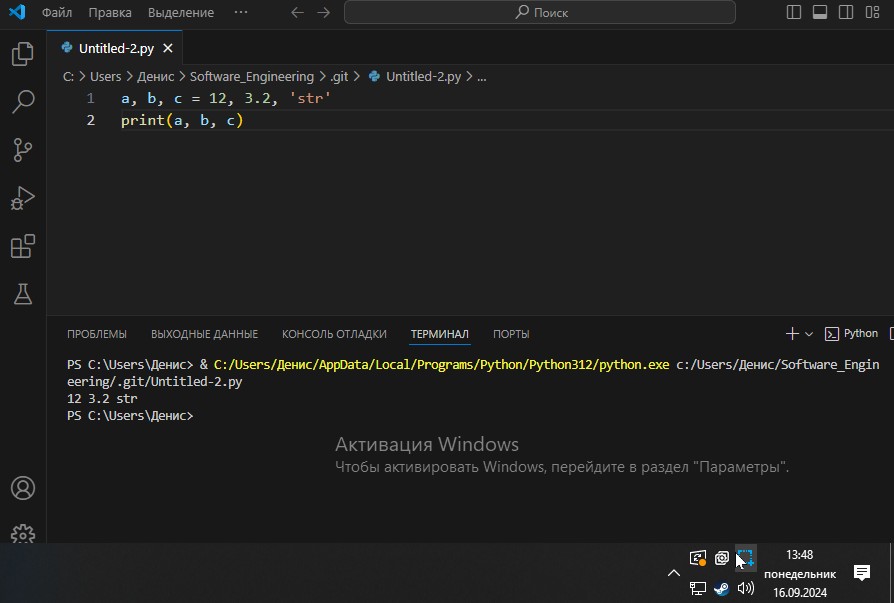 Файл Правка Выделение ··· Поиск
Untitled-2.py
C: > Users > Денис > Software_Engineering > .git > Untitled-2.py > ...
1 a, b, c = 12, 3.2, 'str'
2 print(a, b, c)
ПРОБЛЕМЫ ВЫХОДНЫЕ ДАННЫЕ КОНСОЛЬ ОТЛАДКИ ТЕРМИНАЛ ПОРТЫ Python
PS C:\Users\Денис> & C:/Users/Денис/AppData/Local/Programs/Python/Python312/python.exe c:/Users/Денис/Software_Engin
eering/.git/Untitled-2.py
12 3.2 str
PS C:\Users\Денис>
Активация Windows
Чтобы активировать Windows, перейдите в раздел "Параметры".
13:48
понедельник
16.09.2024